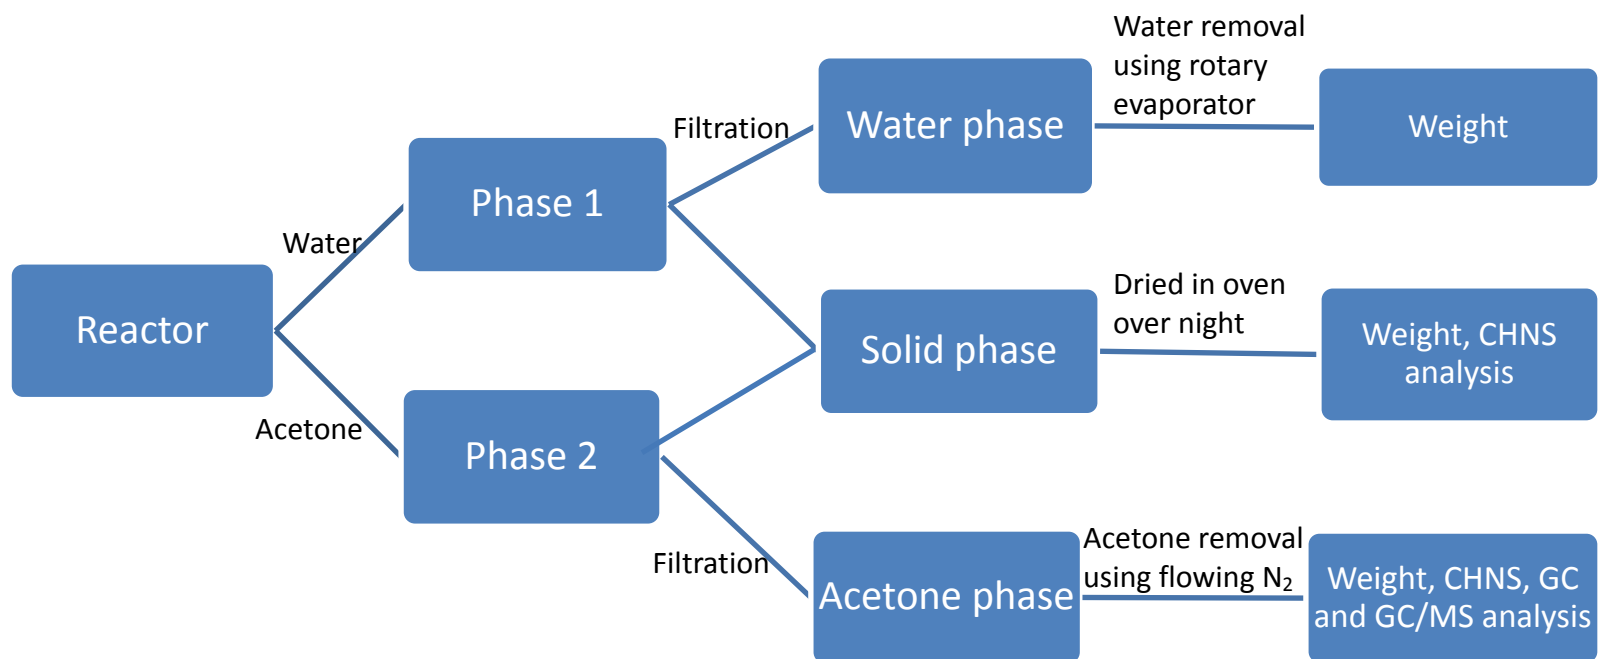 Reactor
Water
Acetone
Phase 1
Phase 2
Filtration
Filtration
Water phase
Solid phase
Acetone phase
Water removal
using rotary
evaporator
Dried in oven
over night
Acetone removal
using flowing N₂
Weight
Weight, CHNS
analysis
Weight, CHNS, GC
and GC/MS analysis